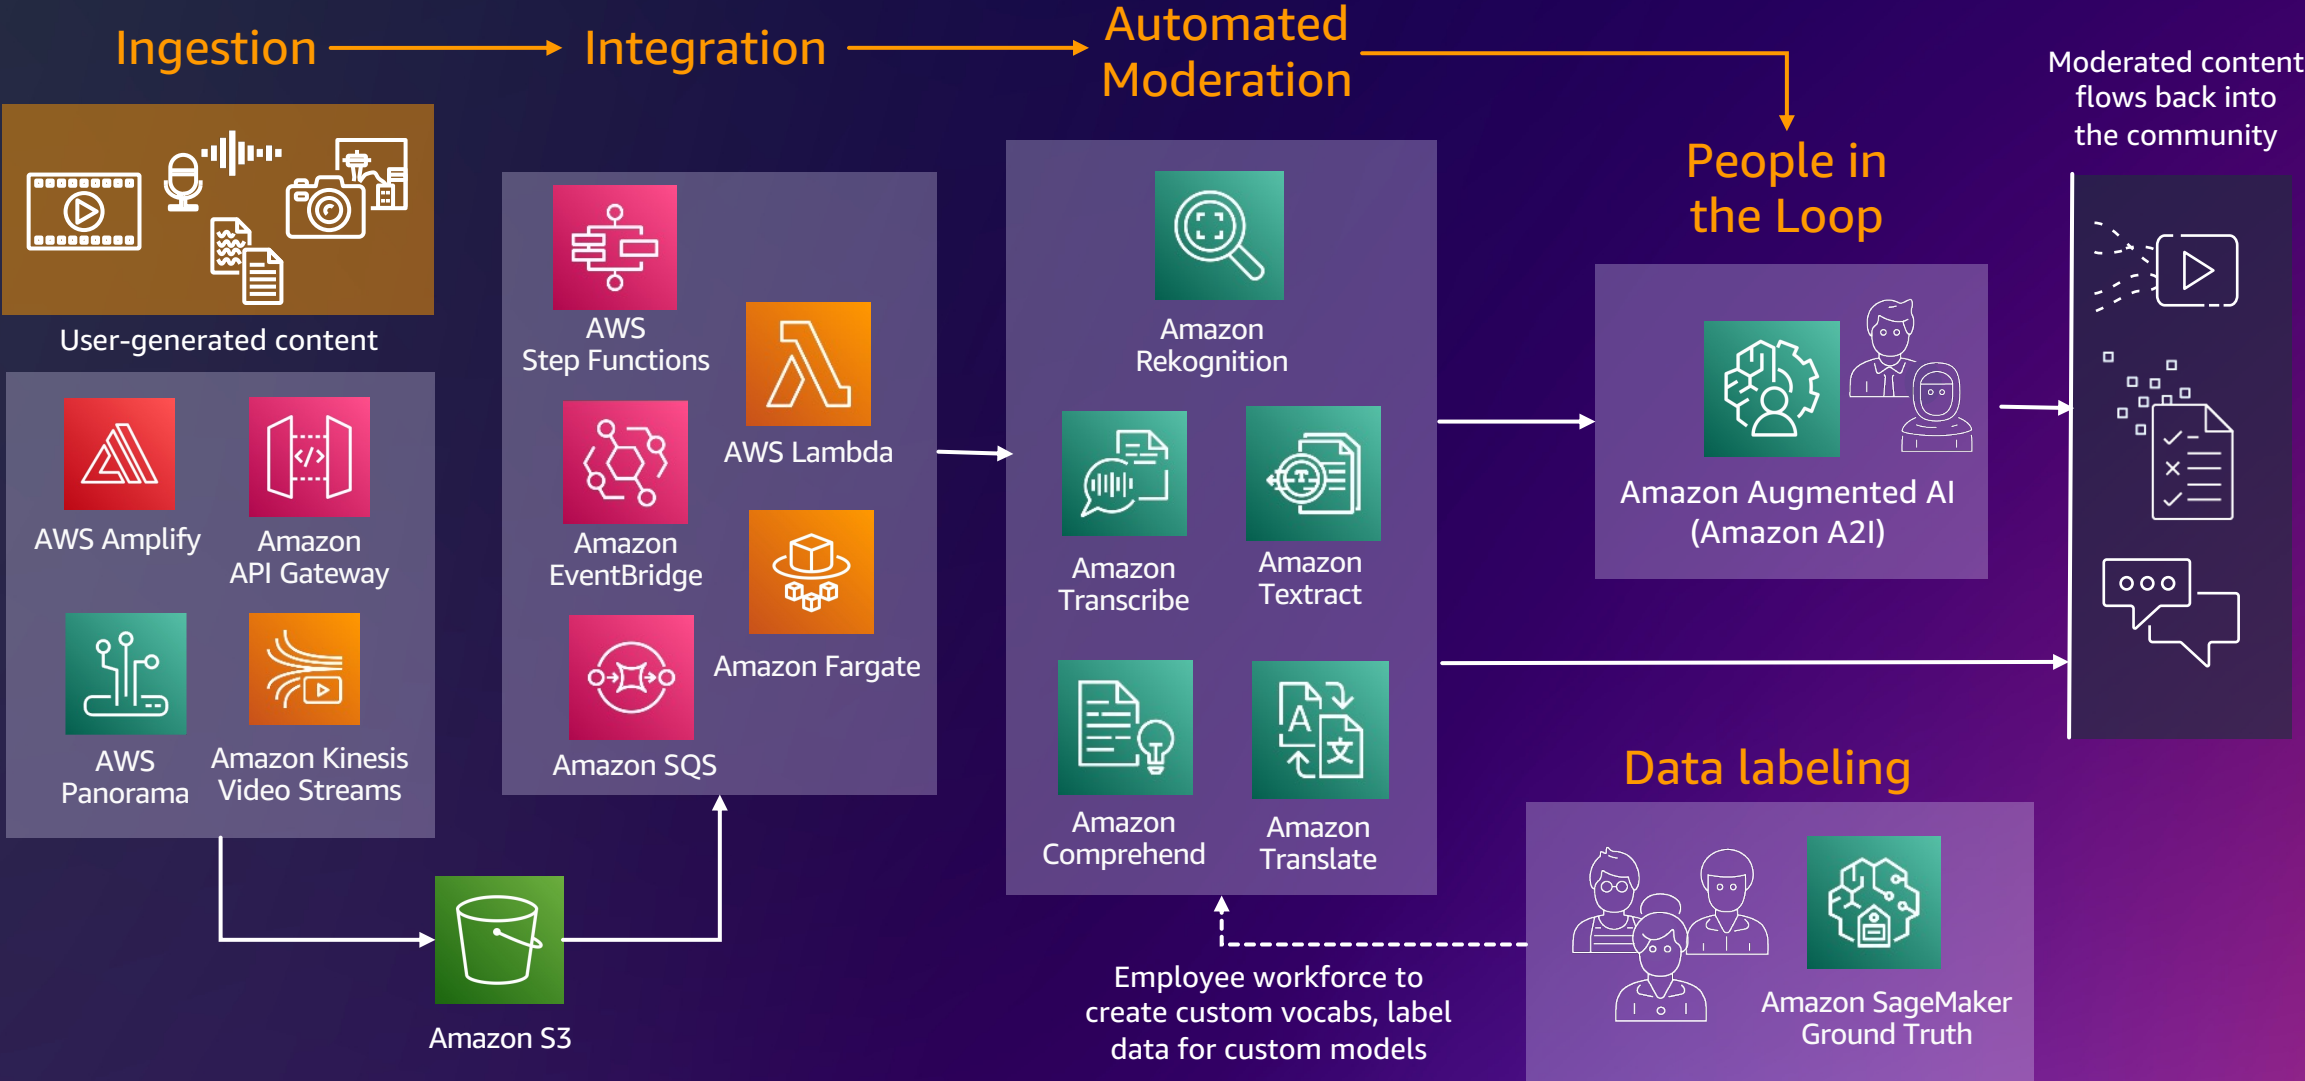 Ingestion
Integration
Automated
Moderation
People in
the Loop
Moderated content
flows back into
the community
User-generated content
AWS Amplify
Amazon
API Gateway
AWS
Panorama
Amazon Kinesis
Video Streams
Amazon S3
AWS
Step Functions
AWS Lambda
Amazon
EventBridge
Amazon Fargate
Amazon SQS
Amazon
Rekognition
Amazon
Transcribe
Amazon
Textract
Amazon
Comprehend
A
文
Amazon
Translate
Amazon Augmented AI
(Amazon A2I)
Data labeling
Amazon SageMaker
Ground Truth
Employee workforce to
create custom vocabs, label
data for custom models